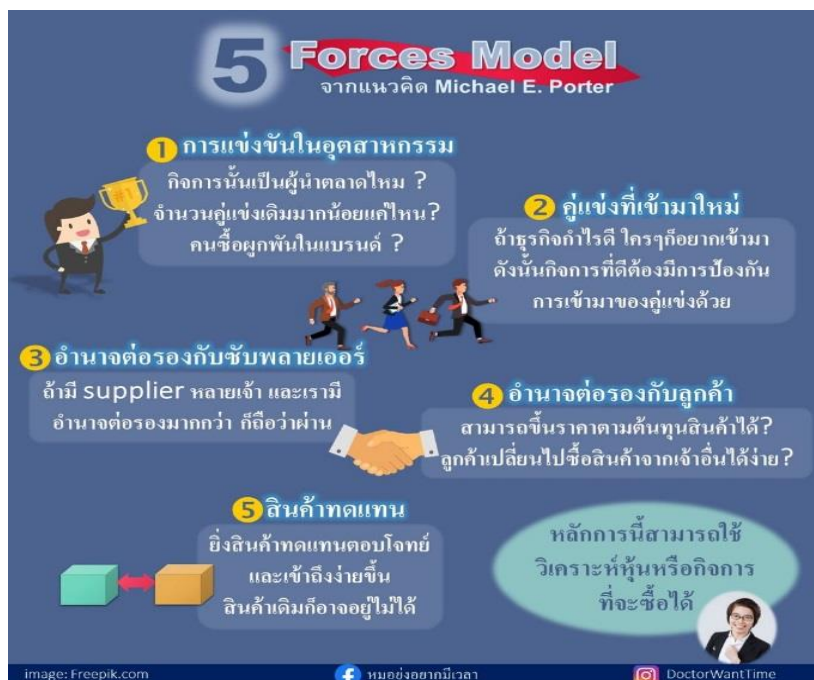 5 Forces Model
จากแนวคิด Michael E. Porter
1 การแข่งขันในอุตสาหกรรม
กิจการนั้นเป็นผู้นำตลาดไหม ?
จำนวนคู่แข่งเดิมมากน้อยแค่ไหน?
คนซื้อผูกพันในแบรนด์ ?
#1
2 คู่แข่งที่เข้ามาใหม่
ถ้าธุรกิจกำไรดี ใครๆก็อยากเข้ามา
ดังนั้นกิจการที่ดีต้องมีการป้องกัน
การเข้ามาของคู่แข่งด้วย
3 อำนาจต่อรองกับซับพลายเออร์
ถ้ามี supplier หลายเจ้า และเรามี
อำนาจต่อรองมากกว่า ก็ถือว่าผ่าน
4 อำนาจต่อรองกับลูกค้า
สามารถขึ้นราคาตามต้นทุนสินค้าได้?
ลูกค้าเปลี่ยนไปซื้อสินค้าจากเจ้าอื่นได้ง่าย?
5 สินค้าทดแทน
ยิ่งสินค้าทดแทนตอบโจทย์
และเข้าถึงง่ายขึ้น
สินค้าเดิมก็อาจอยู่ไม่ได้
หลักการนี้สามารถใช้
วิเคราะห์หุ้นหรือกิจการ
ที่จะซื้อได้
image: Freepik.com
หมอย่งอยากมีเวลา
DoctorWantTime